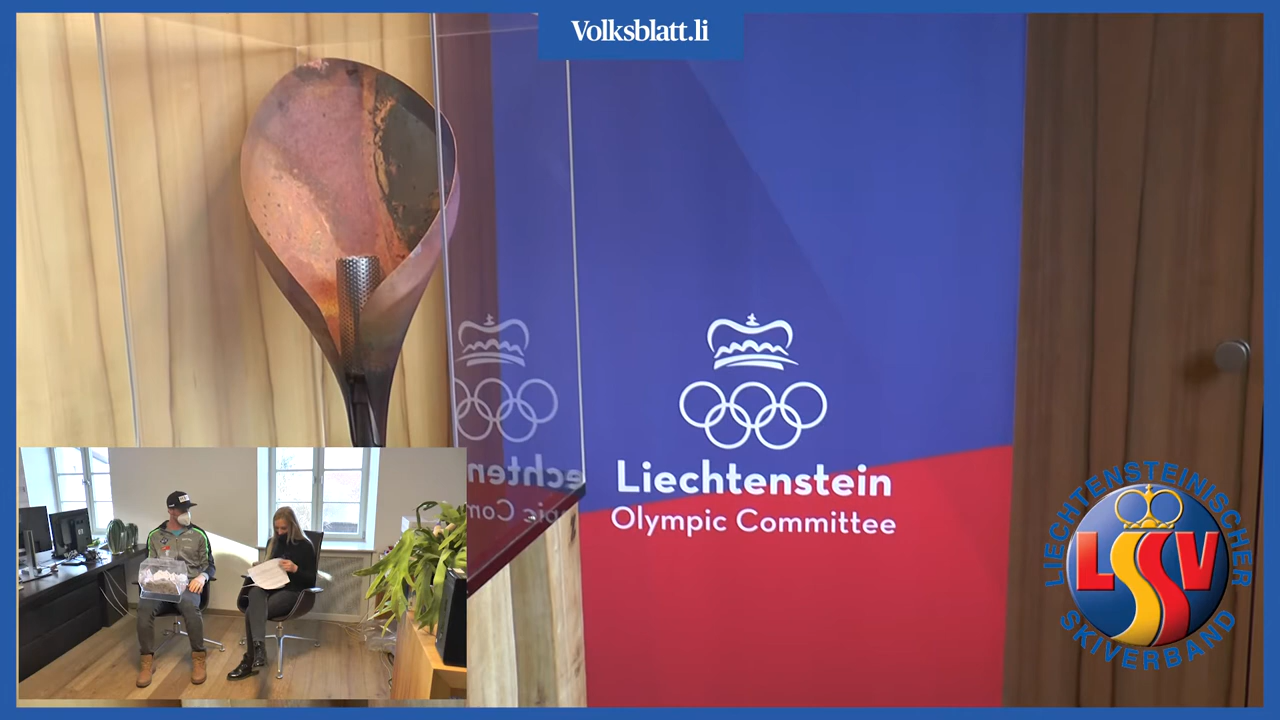 Volksblatt.li
Liechtenstein
Olympic Committee
LIECHTENSTEINISCHER
LSV
SKIVERBAND